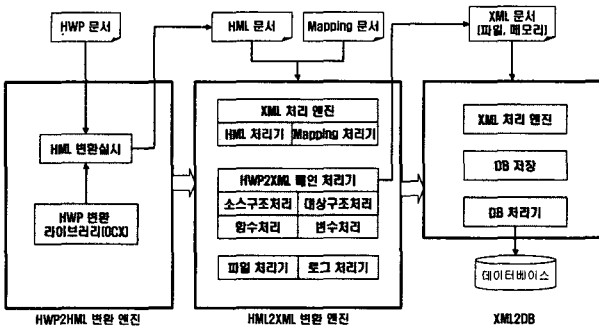 HWP 문서
HML 문서
Mapping 문서
XML 문서
(파일, 메모리)
HML 변환실시
HWP 변환
라이브러리(OCX)
HWP2HML 변환 엔진
XML 처리 엔진
HML 처리기
Mapping 처리기
HWP2XML 메인 처리기
소스구조처리
대상구조처리
함수처리
변수처리
파일 처리기
로그 처리기
HML2XML 변환엔진
XML 처리 엔진
DB 저장
DB 처리기
데이터베이스
XML2DB